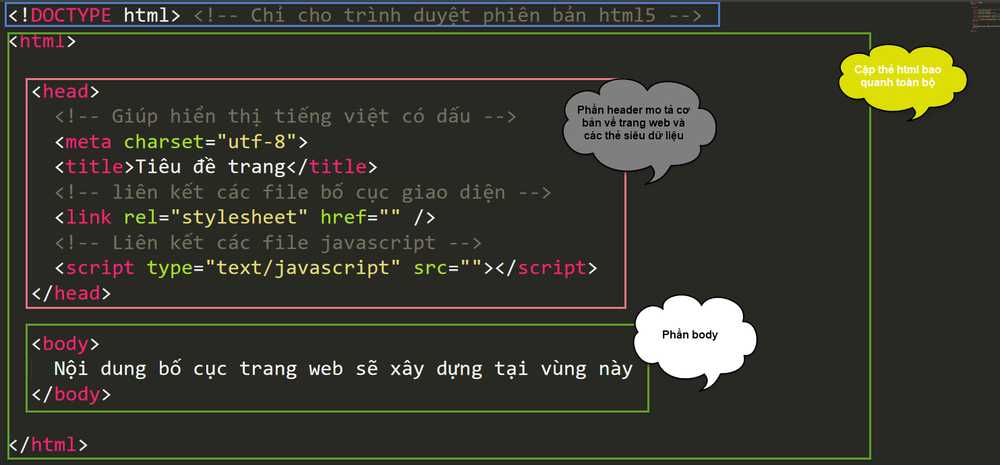 <!DOCTYPE html> <!-- Chỉ cho trình duyệt phiên bản html5 -->
<html>
Cặp thẻ html bao
quanh toàn bộ
<head>
<!-- Giúp hiển thị tiếng việt có dấu -->
<meta charset="utf-8">
<title>Tiêu đề trang</title>
<!-- liên kết các file bố cục giao diện -->
<link rel="stylesheet" href="" />
<!-- Liên kết các file javascript -->
<script type="text/javascript" src=""></script>
</head>
Phần header mo tả cơ
bản về trang web và
các thẻ siêu dữ liệu
<body>
Nội dung bố cục trang web sẽ xây dựng tại vùng này
</body>
Phần body
</html>